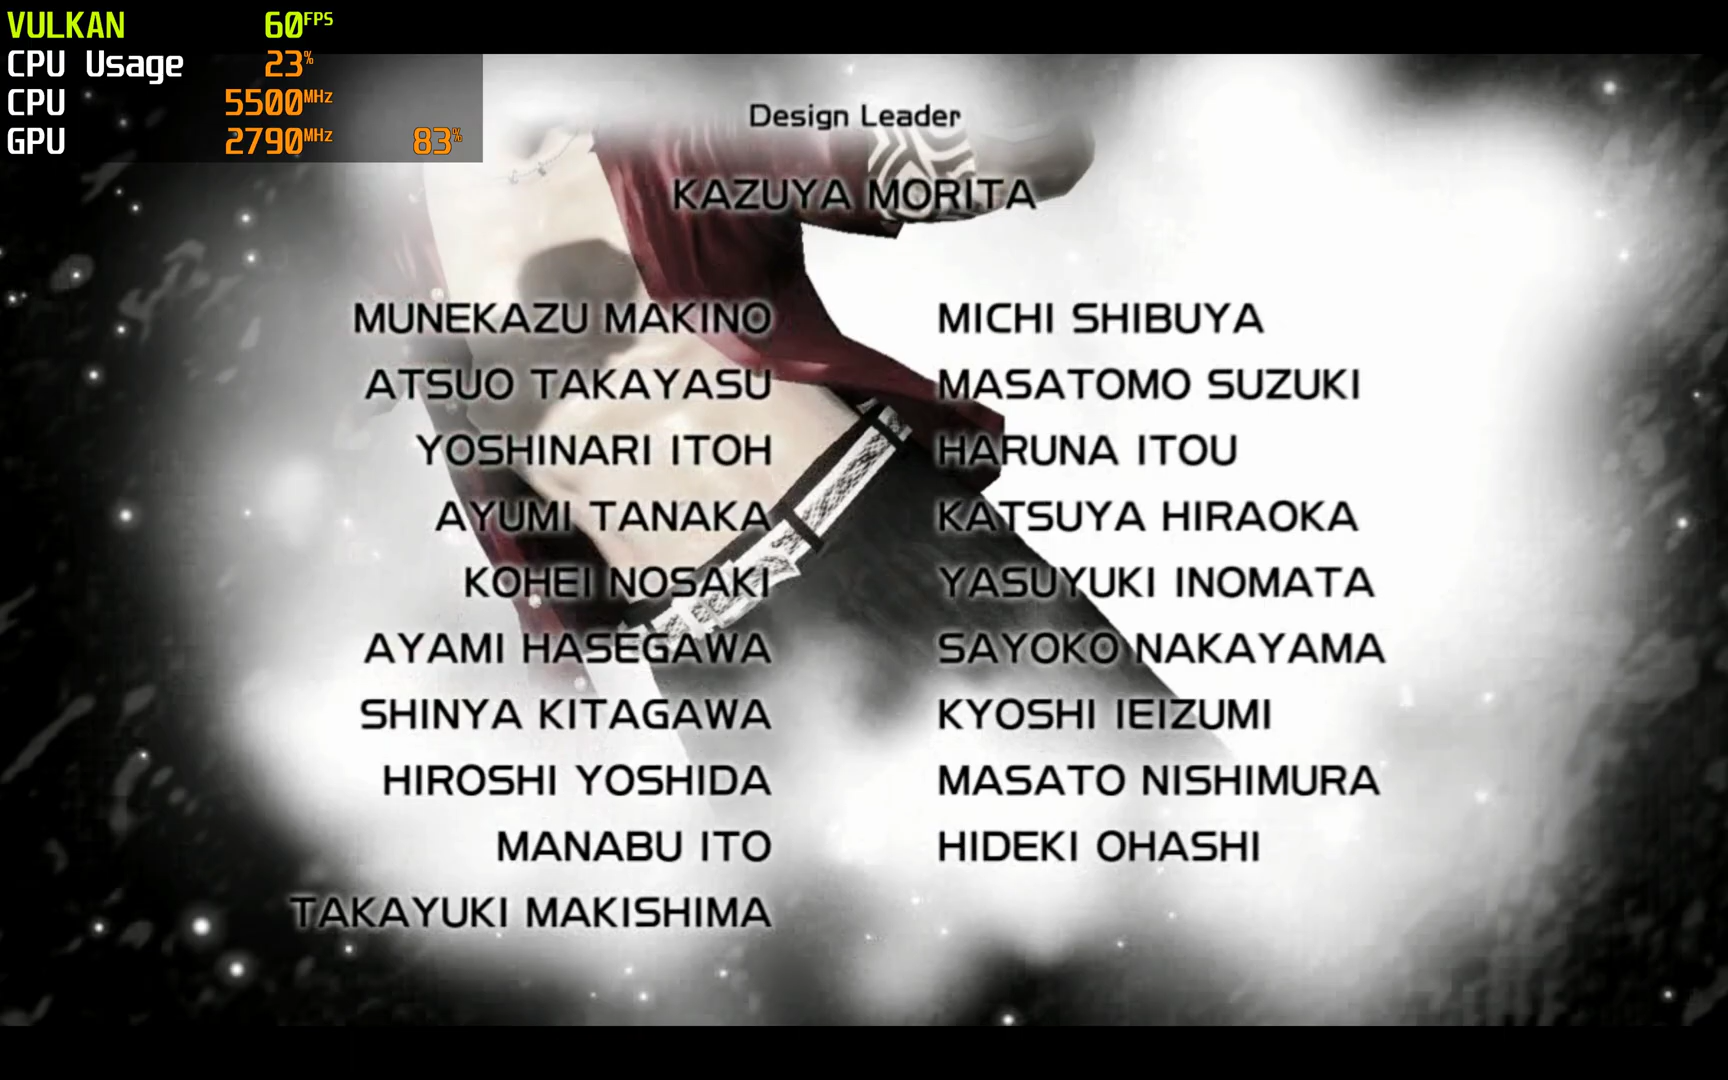 VULKAN 60FPS
CPU Usage 23%
CPU 5500MHz
GPU 2790MHz 83%
Design Leader
KAZUYA MORITA
MUNEKAZU MAKINO
ATSUO TAKAYASU
YOSHINARI ITOH
AYUMI TANAKA
KOHEI NOSAKI
AYAMI HASEGAWA
SHINYA KITAGAWA
HIROSHI YOSHIDA
MANABU ITO
TAKAYUKI MAKISHIMA
MICHI SHIBUYA
MASATOMO SUZUKI
HARUNA ITOU
KATSUYA HIRAOKA
YASUYUKI INOMATA
SAYOKO NAKAYAMA
KYOSHI IEIZUMI
MASATO NISHIMURA
HIDEKI OHASHI